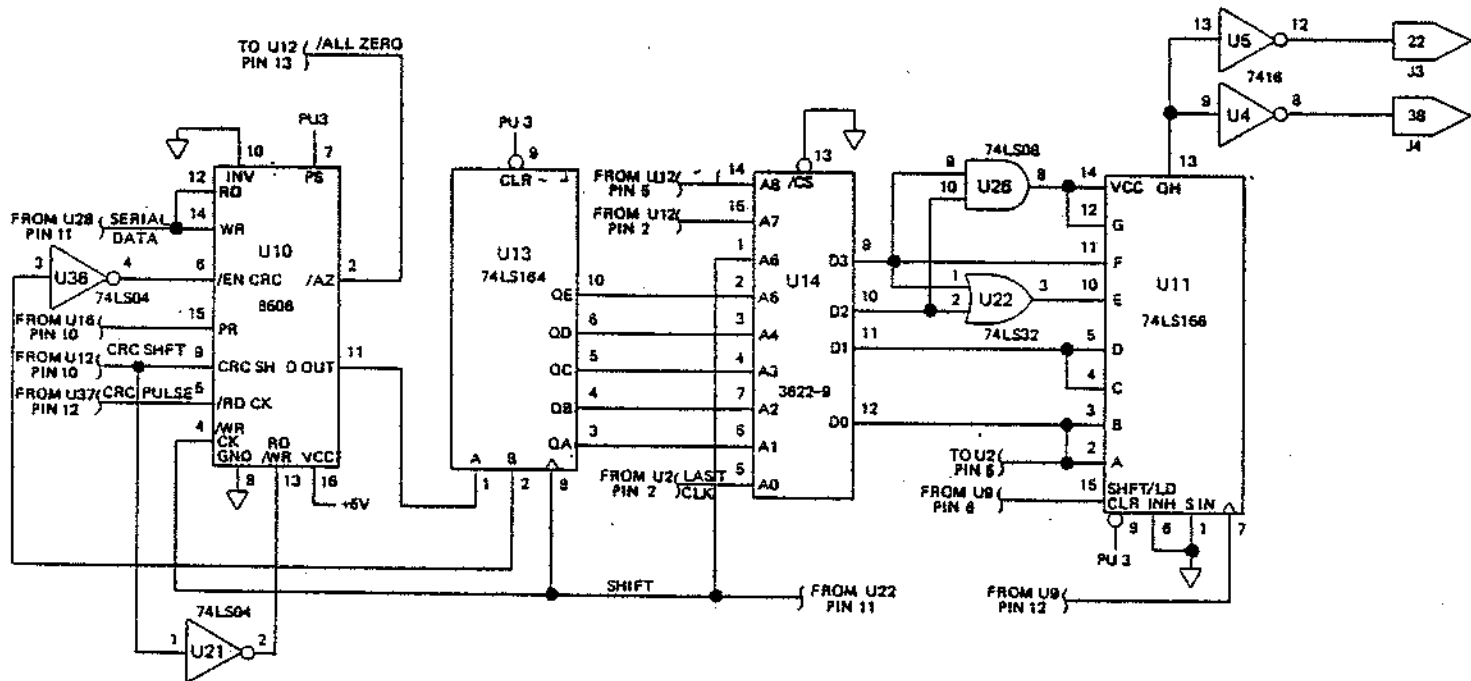 TO U12 /ALL ZERO
PIN 13
PU3
10 7
INV PS
12 RD
14 WR
FROM U28 SERIAL
PIN 11 DATA
U10
3 U36 4
74LS04
6 /EN CRC
/AZ 2
8606
15 PR
FROM U16
PIN 10
FROM U12 CRC SHFT
PIN 10
9 CRC SH D OUT 11
FROM U37 CRC PULSE
PIN 12
5 /RD CK
4 /WR
CK
GND
RD
/WR
VCC
8 13 16
+5V
74LS04
1 U21 2
PU 3
9
CLR
U13
74LS164
QE 10
QD 6
QC 5
QB 4
QA 3
A B
1 2 8
SHIFT
FROM U22
PIN 11
13
/CS
FROM U12
PIN 5
14 A8
FROM U12
PIN 2
15 A7
1 A6
2 A5
3 A4
4 A3
7 A2
6 A1
5 A0
FROM U2 LAST
PIN 2 /CLK
U14
3622-9
D3 9
D2 10
D1 11
D0 12
74LS08
9
10
U26
8
1
2
U22
3
74LS32
13 U5 12
22
J3
7416
9 U4 8
38
J4
13
14 VCC QH
12 G
11 F
10 E
U11
74LS166
5 D
4 C
3 B
2 A
TO U2
PIN 5
FROM U9
PIN 6
15 SHFT/LD
CLR INH S IN
9 6 1 7
PU 3
FROM U9
PIN 12